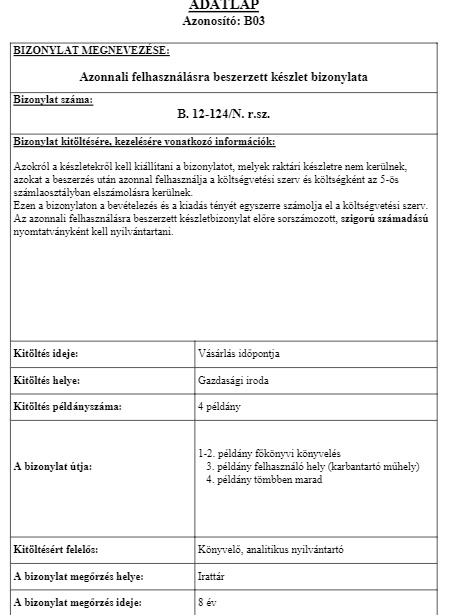 ADATLAP
Azonosító: B03
BIZONYLAT MEGNEVEZÉSE:
Azonnali felhasználásra beszerzett készlet bizonylata
Bizonylat száma:
B. 12-124/N. r.sz.
Bizonylat kitöltésére, kezelésére vonatkozó információk:
Azokról a készletekről kell kiállítani a bizonylatot, melyek raktári készletre nem kerülnek,
azokat a beszerzés után azonnal felhasználja a költségvetési szerv és költségként az 5-ös
számlaosztályban elszámolásra kerülnek.
Ezen a bizonylaton a bevételezés és a kiadás tényét egyszerre számolja el a költségvetési szerv.
Az azonnali felhasználásra beszerzett készletbizonylat előre sorszámozott, szigorú számadású
nyomtatványként kell nyilvántartani.
Kitöltés ideje: Vásárlás időpontja
Kitöltés helye: Gazdasági iroda
Kitöltés példányszáma: 4 példány
1-2. példány főkönyvi könyvelés
A bizonylat útja: 3. példány felhasználó hely (karbantartó műhely)
4. példány tömbben marad
Kitöltésért felelős: Könyvelő, analitikus nyilvántartó
A bizonylat megőrzés helye: Irattár
A bizonylat megőrzés ideje: 8 év